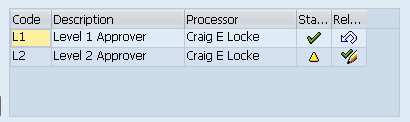 Code Description Processor Sta... Rel...
L1 Level 1 Approver Craig E Locke
L2 Level 2 Approver Craig E Locke